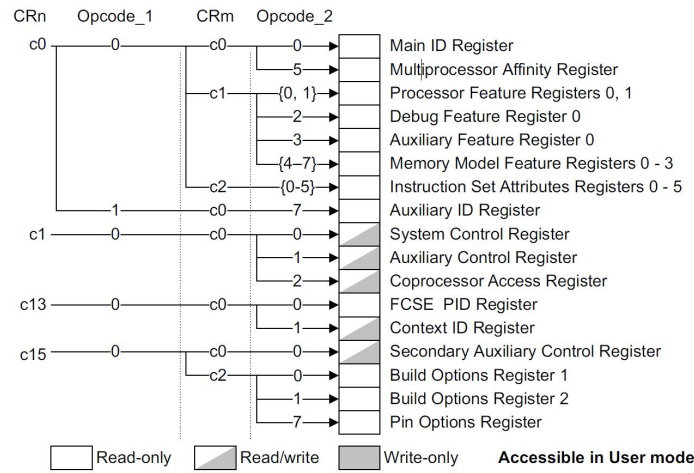 CRn Opcode_1 CRm Opcode_2
c0 0 c0 0 Main ID Register
5 Multiprocessor Affinity Register
c1 {0, 1} Processor Feature Registers 0, 1
2 Debug Feature Register 0
3 Auxiliary Feature Register 0
{4–7} Memory Model Feature Registers 0 - 3
c2 {0-5} Instruction Set Attributes Registers 0 - 5
1 c0 7 Auxiliary ID Register
c1 0 c0 0 System Control Register
1 Auxiliary Control Register
2 Coprocessor Access Register
c13 0 c0 0 FCSE PID Register
1 Context ID Register
c15 0 c0 0 Secondary Auxiliary Control Register
c2 0 Build Options Register 1
1 Build Options Register 2
7 Pin Options Register
Read-only Read/write Write-only Accessible in User mode